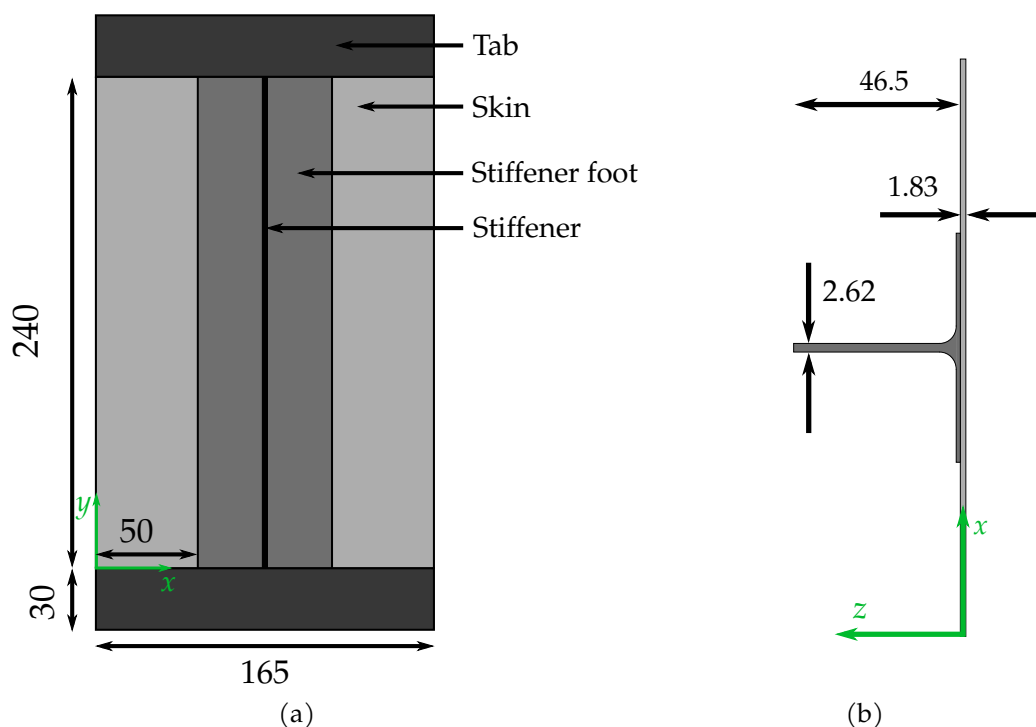 Tab
Skin
Stiffener foot
Stiffener
240
y
50
x
30
165
(a)
46.5
1.83
2.62
x
z
(b)